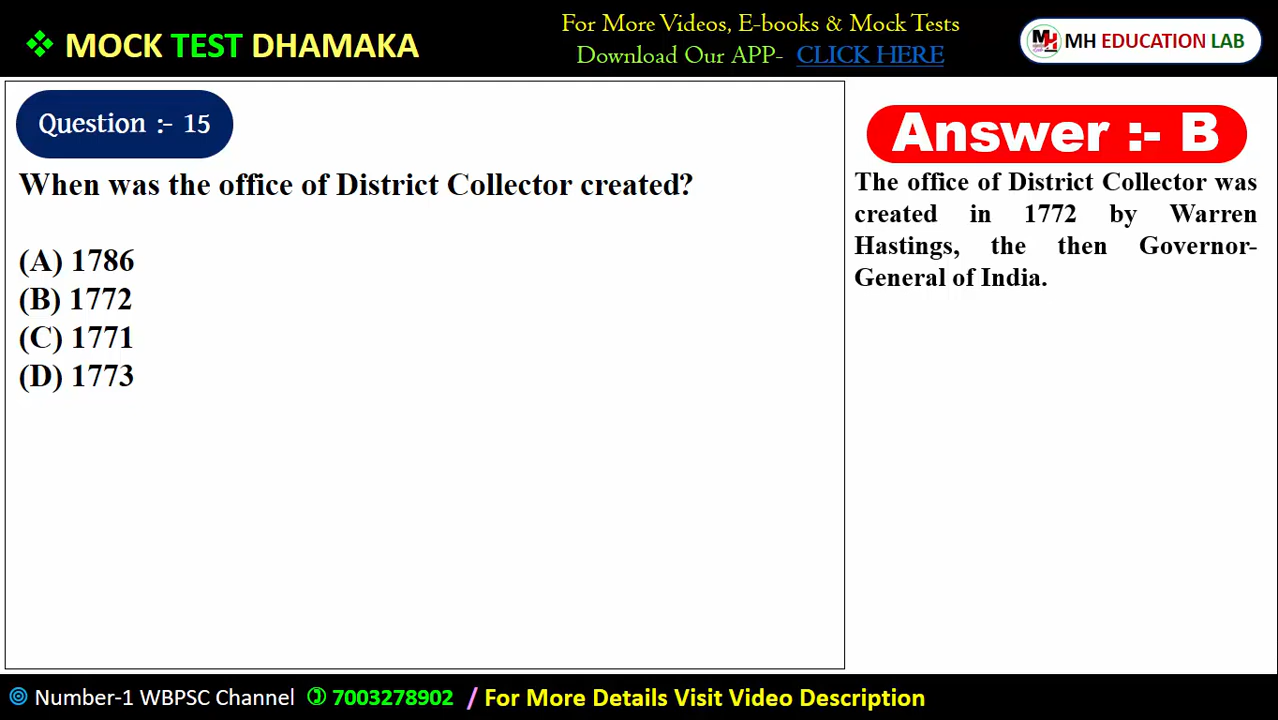 ❖ MOCK TEST DHAMAKA
For More Videos, E-books & Mock Tests
Download Our APP- CLICK HERE
MH EDUCATION LAB
Question :- 15
When was the office of District Collector created?
(A) 1786
(B) 1772
(C) 1771
(D) 1773
Answer :- B
The office of District Collector was
created in 1772 by Warren
Hastings, the then Governor-
General of India.
Number-1 WBPSC Channel 7003278902 / For More Details Visit Video Description